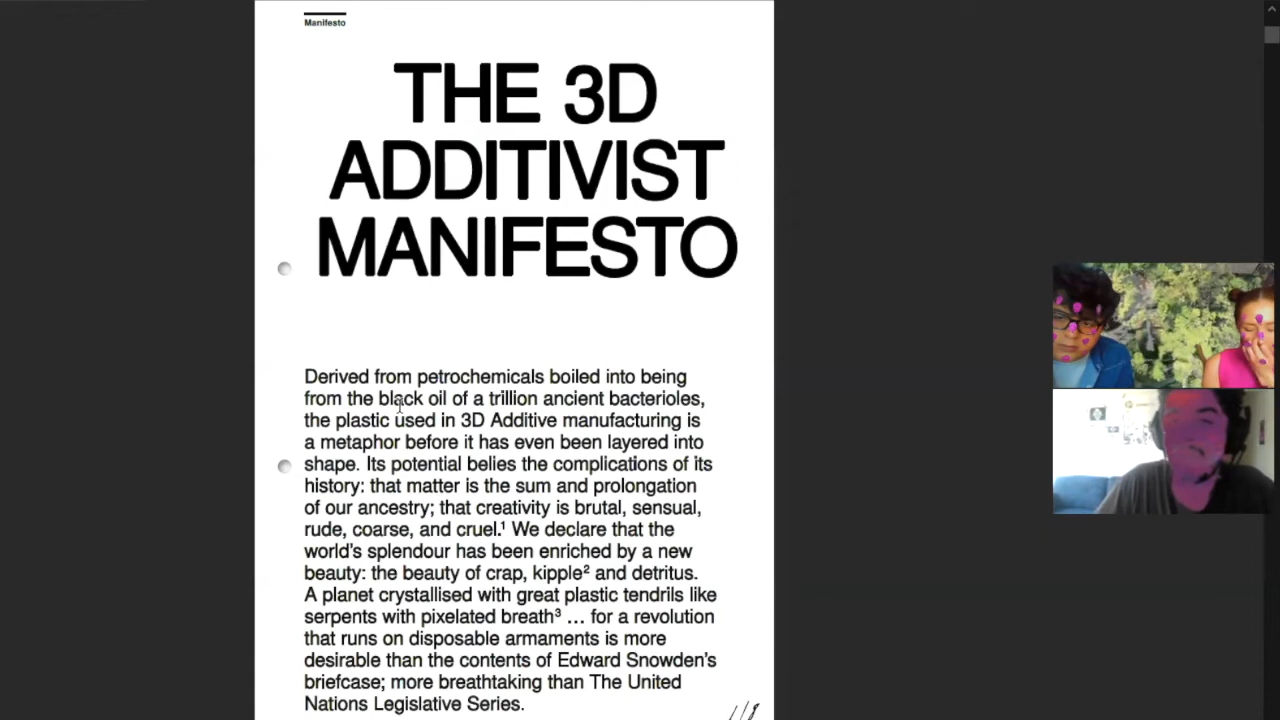 Manifesto
THE 3D
ADDITIVIST
MANIFESTO
Derived from petrochemicals boiled into being
from the black oil of a trillion ancient bacterioles,
the plastic used in 3D Additive manufacturing is
a metaphor before it has even been layered into
shape. Its potential belies the complications of its
history: that matter is the sum and prolongation
of our ancestry; that creativity is brutal, sensual,
rude, coarse, and cruel.¹ We declare that the
world's splendour has been enriched by a new
beauty: the beauty of crap, kipple² and detritus.
A planet crystallised with great plastic tendrils like
serpents with pixelated breath³ … for a revolution
that runs on disposable armaments is more
desirable than the contents of Edward Snowden's
briefcase; more breathtaking than The United
Nations Legislative Series.